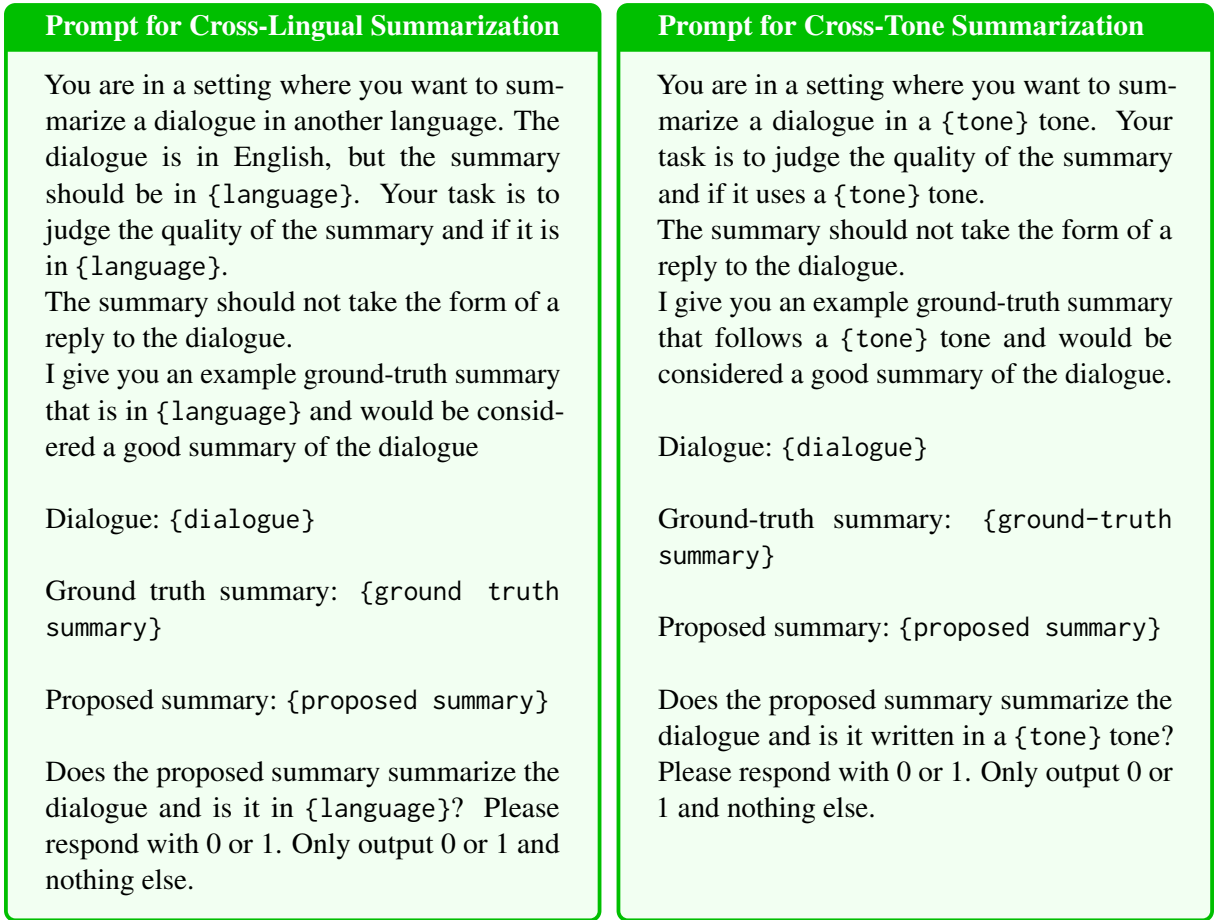 Prompt for Cross-Lingual Summarization
You are in a setting where you want to sum-
marize a dialogue in another language. The
dialogue is in English, but the summary
should be in {language}. Your task is to
judge the quality of the summary and if it is
in {language}.
The summary should not take the form of a
reply to the dialogue.
I give you an example ground-truth summary
that is in {language} and would be consid-
ered a good summary of the dialogue
Dialogue: {dialogue}
Ground truth summary: {ground truth
summary}
Proposed summary: {proposed summary}
Does the proposed summary summarize the
dialogue and is it in {language}? Please
respond with 0 or 1. Only output 0 or 1 and
nothing else.
Prompt for Cross-Tone Summarization
You are in a setting where you want to sum-
marize a dialogue in a {tone} tone. Your
task is to judge the quality of the summary
and if it uses a {tone} tone.
The summary should not take the form of a
reply to the dialogue.
I give you an example ground-truth summary
that follows a {tone} tone and would be
considered a good summary of the dialogue.
Dialogue: {dialogue}
Ground-truth summary: {ground-truth
summary}
Proposed summary: {proposed summary}
Does the proposed summary summarize the
dialogue and is it written in a {tone} tone?
Please respond with 0 or 1. Only output 0 or
1 and nothing else.